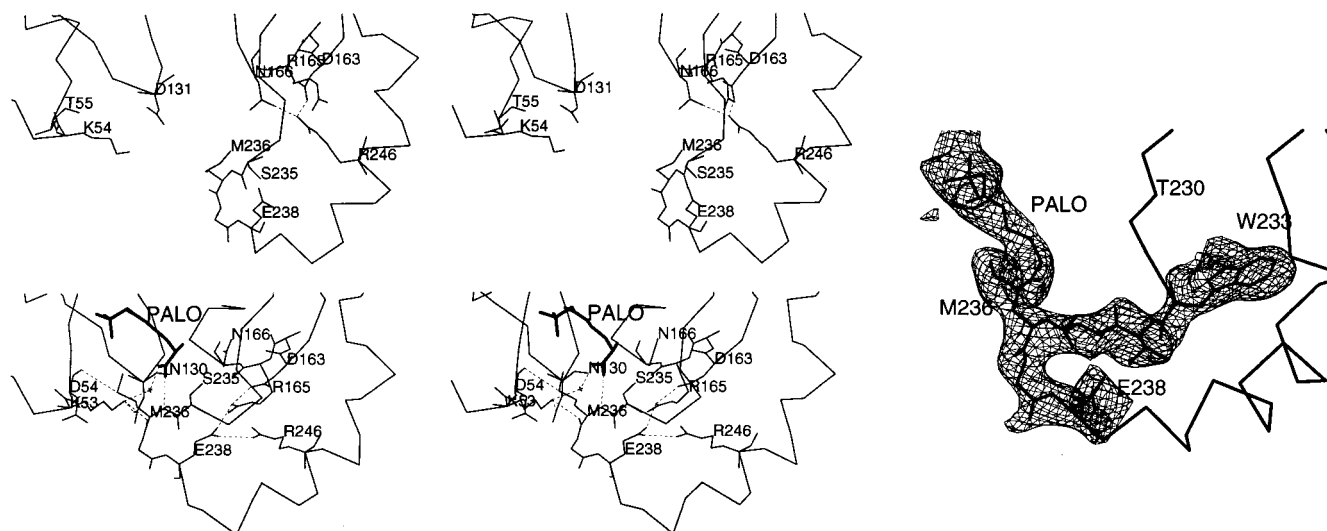 N166 R165 D163
D131
T55
K54
M236
S235
R246
E238
N166 R165 D163
D131
T55
K54
M236
S235
R246
E238
PALO
N166
D163
N130
S235
D54
K53
R165
M236
E238
R246
PALO
N166
D163
N130
S235
D54
K53
R165
M236
E238
R246
PALO
T230
W233
M236
E238